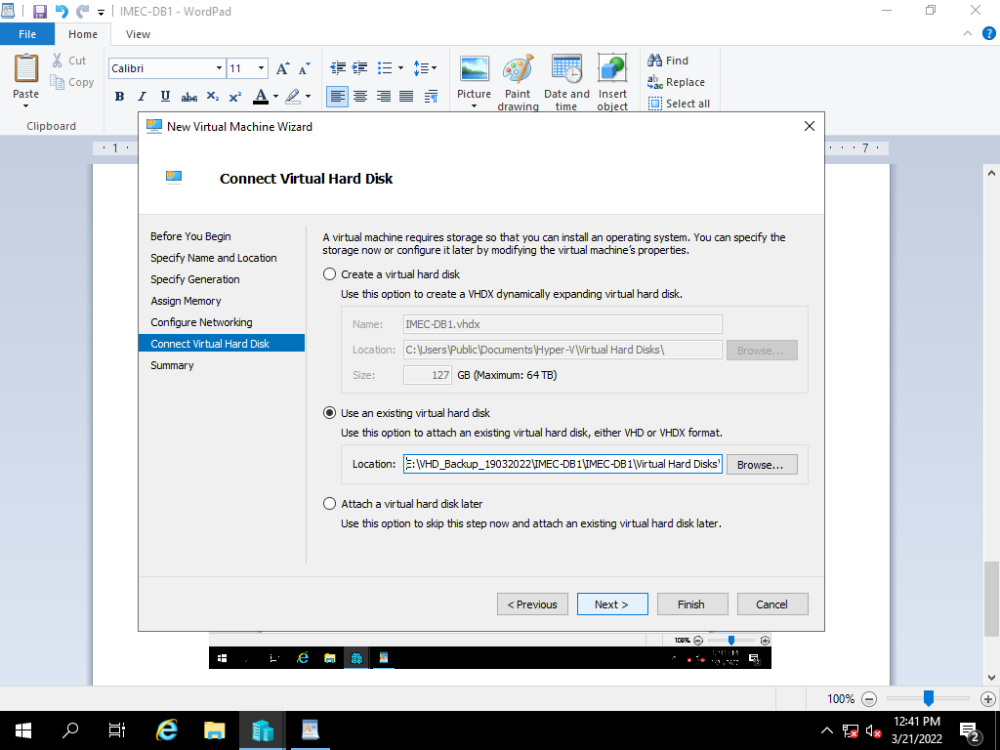 IMEC-DB1 - WordPad
File Home View
Paste
Cut
Copy
Clipboard
Calibri 11
Picture
Paint drawing
Date and time
Insert object
Find
Replace
Select all
1
7
New Virtual Machine Wizard
Connect Virtual Hard Disk
Before You Begin
Specify Name and Location
Specify Generation
Assign Memory
Configure Networking
Connect Virtual Hard Disk
Summary
A virtual machine requires storage so that you can install an operating system. You can specify the
storage now or configure it later by modifying the virtual machine's properties.
Create a virtual hard disk
Use this option to create a VHDX dynamically expanding virtual hard disk.
Name: IMEC-DB1.vhdx
Location: C:\Users\Public\Documents\Hyper-V\Virtual Hard Disks\ Browse...
Size: 127 GB (Maximum: 64 TB)
Use an existing virtual hard disk
Use this option to attach an existing virtual hard disk, either VHD or VHDX format.
Location: E:\VHD_Backup_19032022\IMEC-DB1\IMEC-DB1\Virtual Hard Disks\ Browse...
Attach a virtual hard disk later
Use this option to skip this step now and attach an existing virtual hard disk later.
< Previous Next > Finish Cancel
100%
100%
12:41 PM
3/21/2022
2